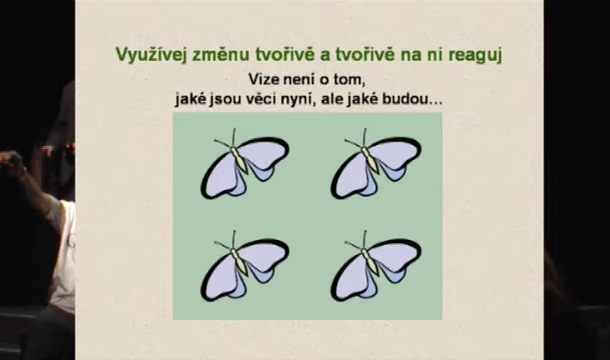 Využívej změnu tvořivě a tvořivě na ni reaguj
Vize není o tom,
jaké jsou věci nyní, ale jaké budou…